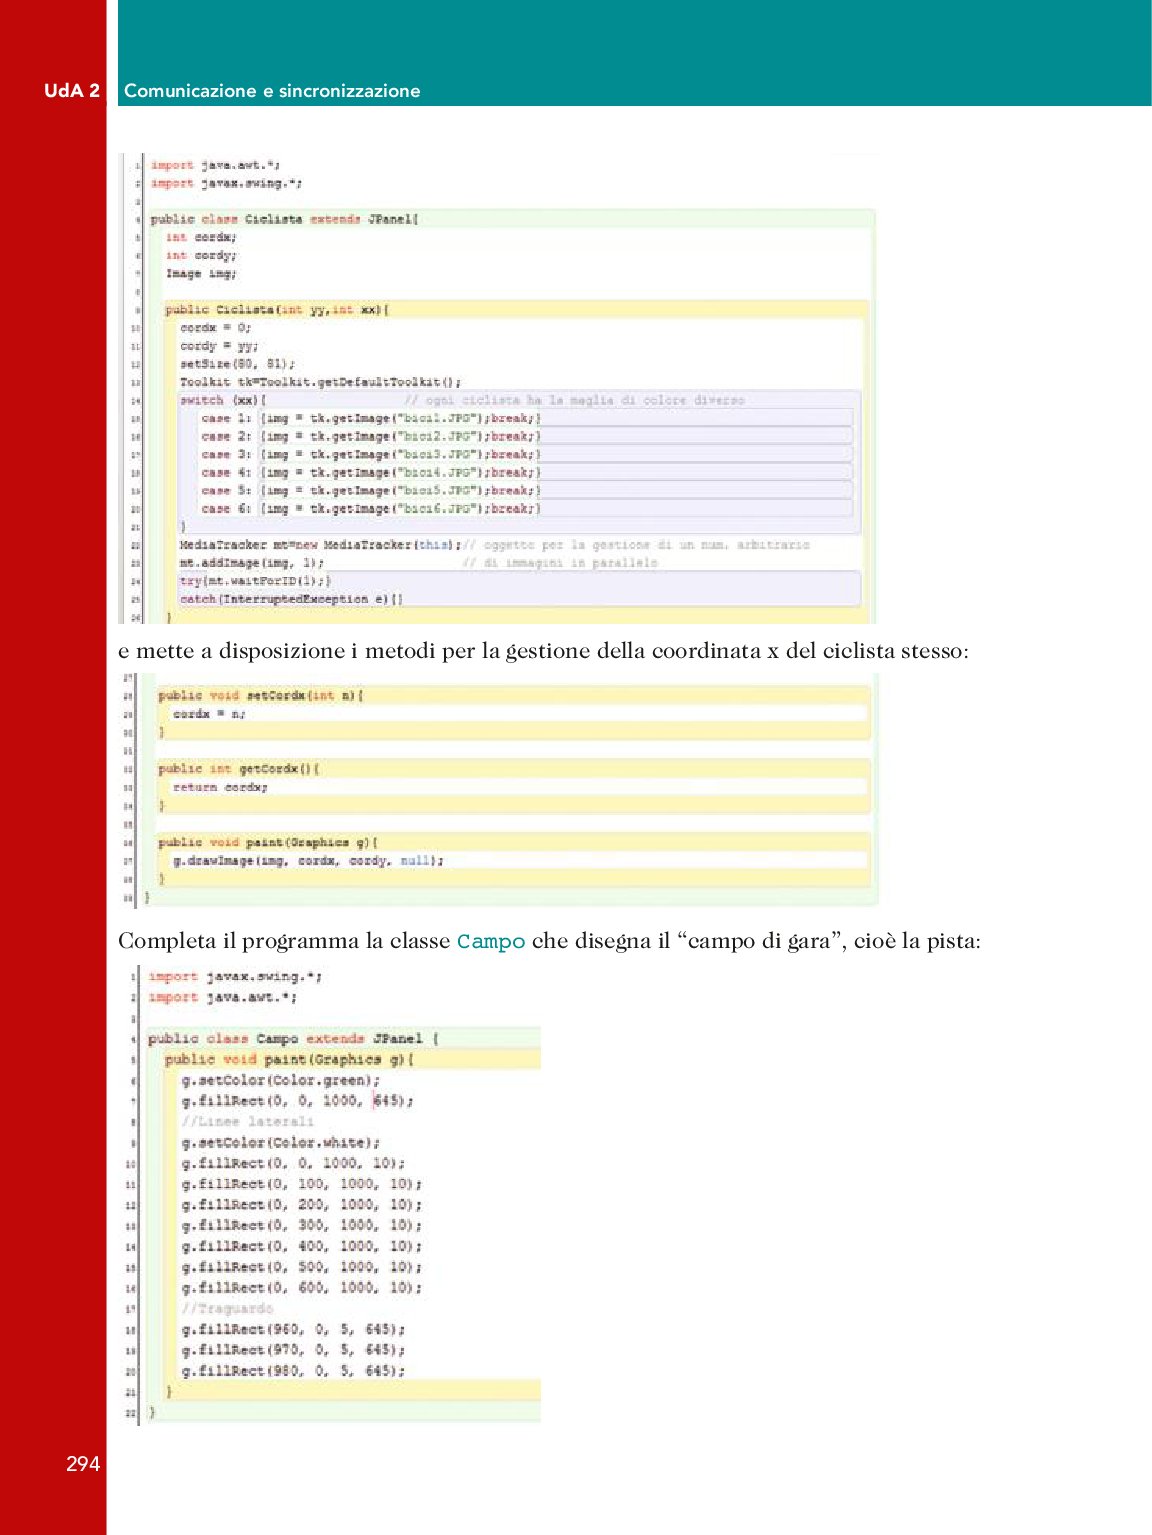 UdA 2 Comunicazione e sincronizzazione
1 import java.awt.*;
2 import javax.swing.*;
3
4 public class Ciclista extends JPanel{
5 int cordx;
6 int cordy;
7 Image img;
8
9 public Ciclista(int yy,int xx){
10 cordx = 0;
11 cordy = yy;
12 setSize(80, 81);
13 Toolkit tk=Toolkit.getDefaultToolkit();
14 switch (xx){ // ogni ciclista ha la maglia di colore diverso
15 case 1: {img = tk.getImage("bici1.JPG");break;}
16 case 2: {img = tk.getImage("bici2.JPG");break;}
17 case 3: {img = tk.getImage("bici3.JPG");break;}
18 case 4: {img = tk.getImage("bici4.JPG");break;}
19 case 5: {img = tk.getImage("bici5.JPG");break;}
20 case 6: {img = tk.getImage("bici6.JPG");break;}
21 }
22 MediaTracker mt=new MediaTracker(this);// oggetto per la gestione di un num. arbitrario
23 mt.addImage(img, 1); // di immagini in parallelo
24 try{mt.waitForID(1);}
25 catch(InterruptedException e){}
26 }
e mette a disposizione i metodi per la gestione della coordinata x del ciclista stesso:
27
28 public void setCordx(int n){
29 cordx = n;
30 }
31
32 public int getCordx(){
33 return cordx;
34 }
35
36 public void paint(Graphics g){
37 g.drawImage(img, cordx, cordy, null);
38 }
39 }
Completa il programma la classe Campo che disegna il “campo di gara”, cioè la pista:
1 import javax.swing.*;
2 import java.awt.*;
3
4 public class Campo extends JPanel {
5 public void paint(Graphics g){
6 g.setColor(Color.green);
7 g.fillRect(0, 0, 1000, 645);
8 //Linee laterali
9 g.setColor(Color.white);
10 g.fillRect(0, 0, 1000, 10);
11 g.fillRect(0, 100, 1000, 10);
12 g.fillRect(0, 200, 1000, 10);
13 g.fillRect(0, 300, 1000, 10);
14 g.fillRect(0, 400, 1000, 10);
15 g.fillRect(0, 500, 1000, 10);
16 g.fillRect(0, 600, 1000, 10);
17 //Traguardo
18 g.fillRect(960, 0, 5, 645);
19 g.fillRect(970, 0, 5, 645);
20 g.fillRect(980, 0, 5, 645);
21 }
22 }
294